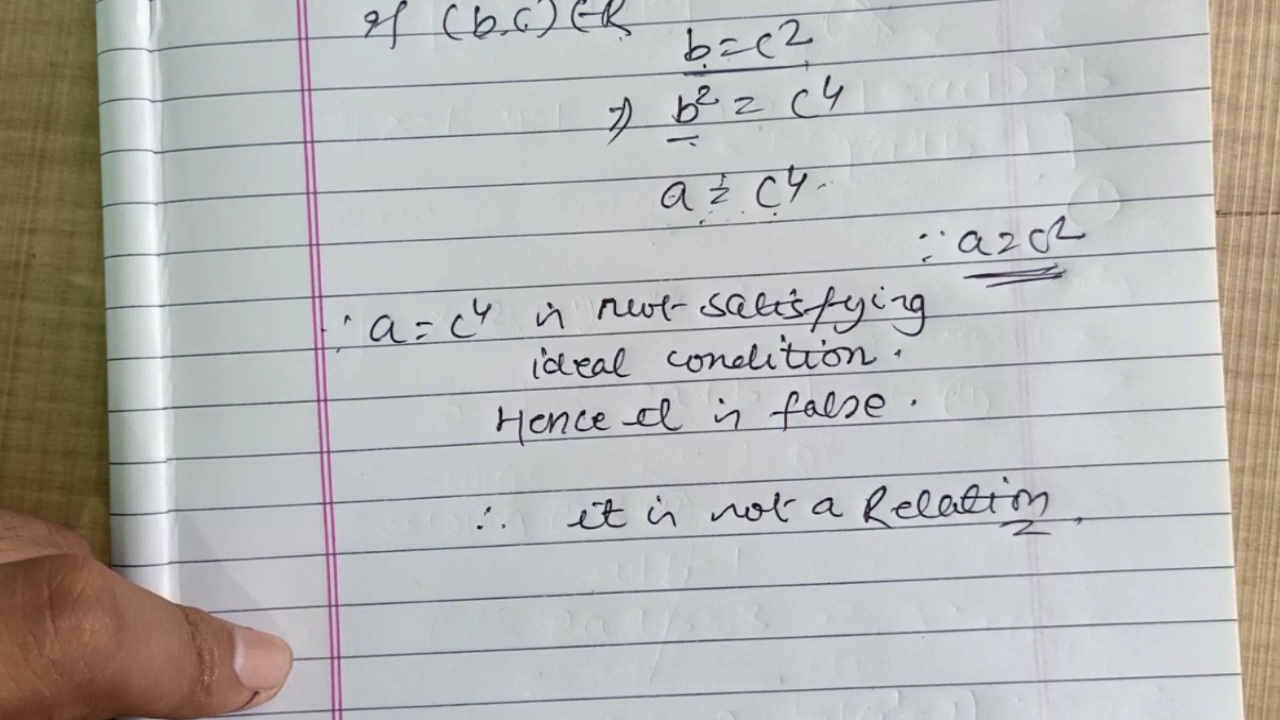 If (b,c) ∈ R
b = c²
⇒ b² = c⁴
a = c⁴.
∵ a = c²
∵ a = c⁴ is not satisfying
ideal condition.
Hence it is false.
∴ it is not a Relation.